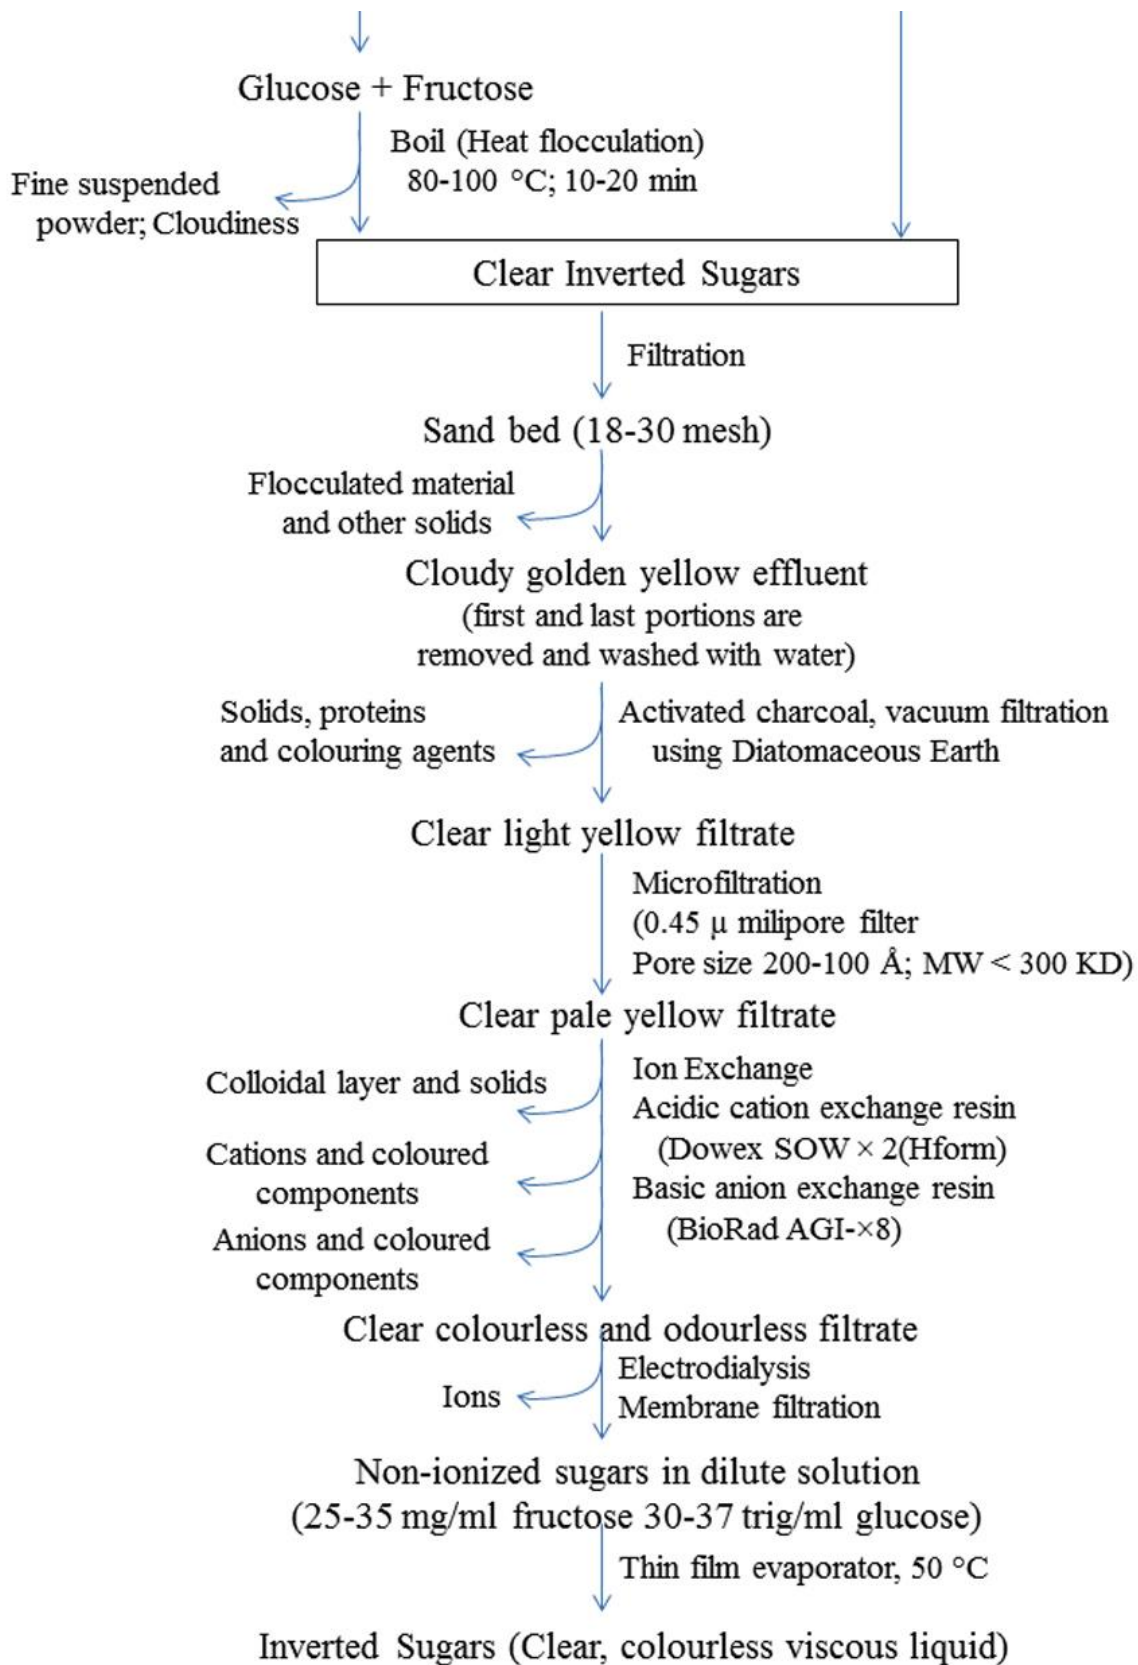 Glucose + Fructose
Boil (Heat flocculation)
80-100 °C; 10-20 min
Fine suspended
powder; Cloudiness
Clear Inverted Sugars
Filtration
Sand bed (18-30 mesh)
Flocculated material
and other solids
Cloudy golden yellow effluent
(first and last portions are
removed and washed with water)
Solids, proteins
and colouring agents
Activated charcoal, vacuum filtration
using Diatomaceous Earth
Clear light yellow filtrate
Microfiltration
(0.45 µ milipore filter
Pore size 200-100 Å; MW < 300 KD)
Clear pale yellow filtrate
Colloidal layer and solids
Ion Exchange
Acidic cation exchange resin
(Dowex SOW × 2(Hform)
Cations and coloured
components
Basic anion exchange resin
(BioRad AGI-×8)
Anions and coloured
components
Clear colourless and odourless filtrate
Electrodialysis
Membrane filtration
Ions
Non-ionized sugars in dilute solution
(25-35 mg/ml fructose 30-37 trig/ml glucose)
Thin film evaporator, 50 °C
Inverted Sugars (Clear, colourless viscous liquid)